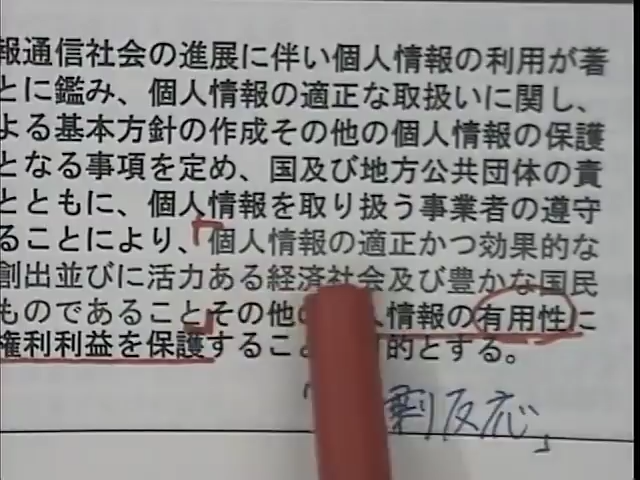 報通信社会の進展に伴い個人情報の利用が著
とに鑑み、個人情報の適正な取扱いに関し、
よる基本方針の作成その他の個人情報の保護
となる事項を定め、国及び地方公共団体の責
とともに、個人情報を取り扱う事業者の遵守
ることにより、「個人情報の適正かつ効果的な
創出並びに活力ある経済社会及び豊かな国民
ものであること」その他の 人情報の有用性に
権利利益を保護すること 的とする。
剰反応」